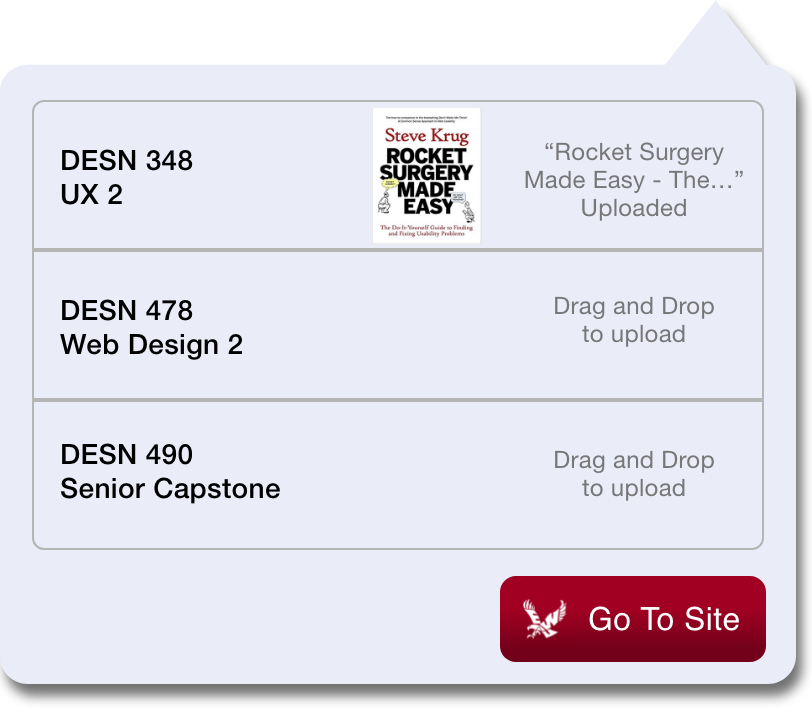 DESN 348
UX 2
Steve Krug
ROCKET
SURGERY
MADE
EASY
The Do-It-Yourself Guide to Finding
and Fixing Usability Problems
“Rocket Surgery
Made Easy - The...”
Uploaded
DESN 478
Web Design 2
Drag and Drop
to upload
DESN 490
Senior Capstone
Drag and Drop
to upload
Go To Site